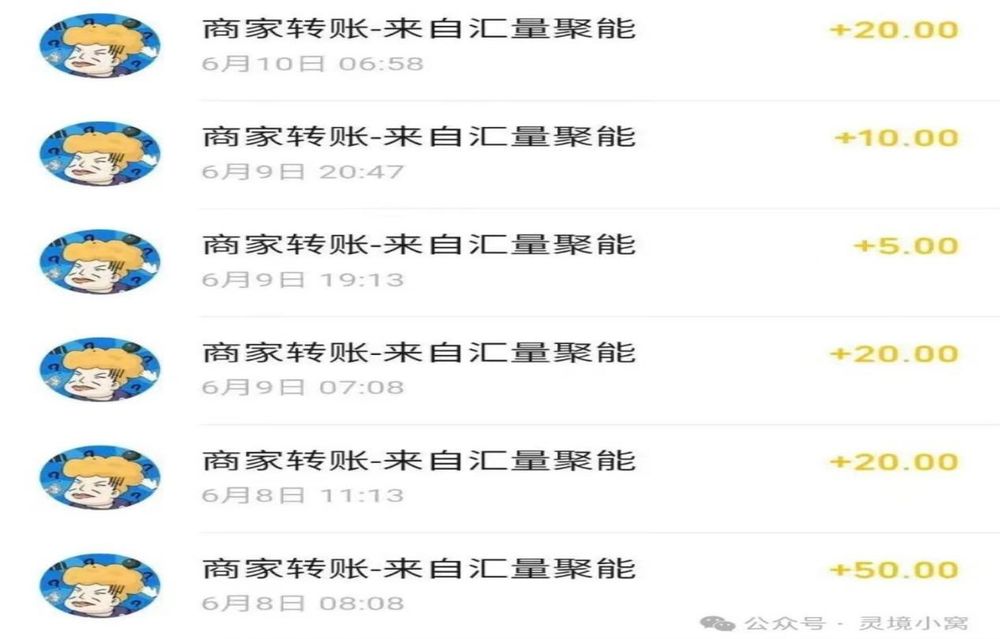 商家转账-来自汇量聚能 +20.00
6月10日 06:58
商家转账-来自汇量聚能 +10.00
6月9日 20:47
商家转账-来自汇量聚能 +5.00
6月9日 19:13
商家转账-来自汇量聚能 +20.00
6月9日 07:08
商家转账-来自汇量聚能 +20.00
6月8日 11:13
商家转账-来自汇量聚能 +50.00
6月8日 08:08
公众号 · 灵境小窝